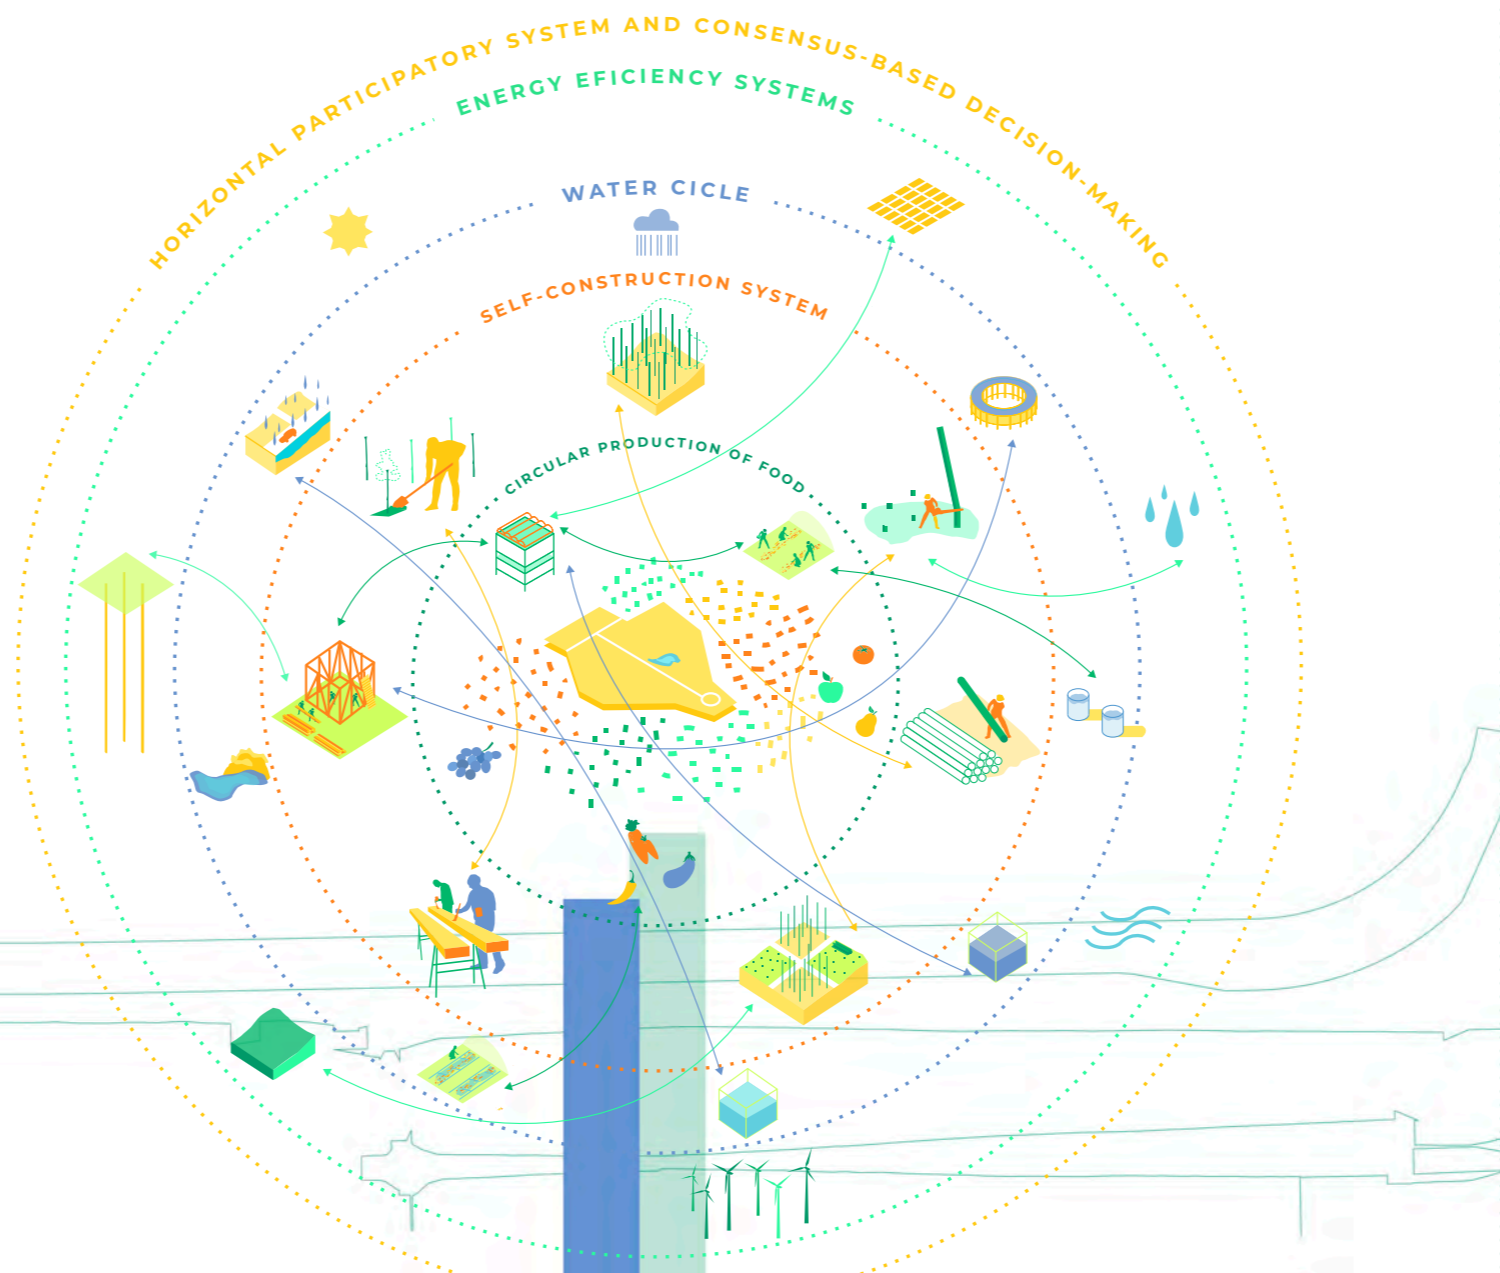 HORIZONTAL PARTICIPATORY SYSTEM AND CONSENSUS-BASED DECISION-MAKING
ENERGY EFICIENCY SYSTEMS
WATER CICLE
SELF-CONSTRUCTION SYSTEM
CIRCULAR PRODUCTION OF FOOD